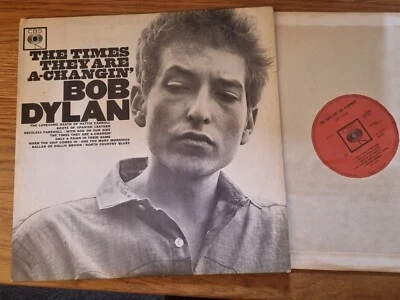 CBS
THE TIMES
THEY ARE
A-CHANGIN'
BOB
DYLAN
THE LONESOME DEATH OF HATTIE CARROLL
BOOTS OF SPANISH LEATHER
RESTLESS FAREWELL · WITH GOD ON OUR SIDE
THE TIMES THEY ARE A-CHANGIN'
ONLY A PAWN IN THEIR GAME
WHEN THE SHIP COMES IN · ONE TOO MANY MORNINGS
BALLAD OF HOLLIS BROWN · NORTH COUNTRY BLUES